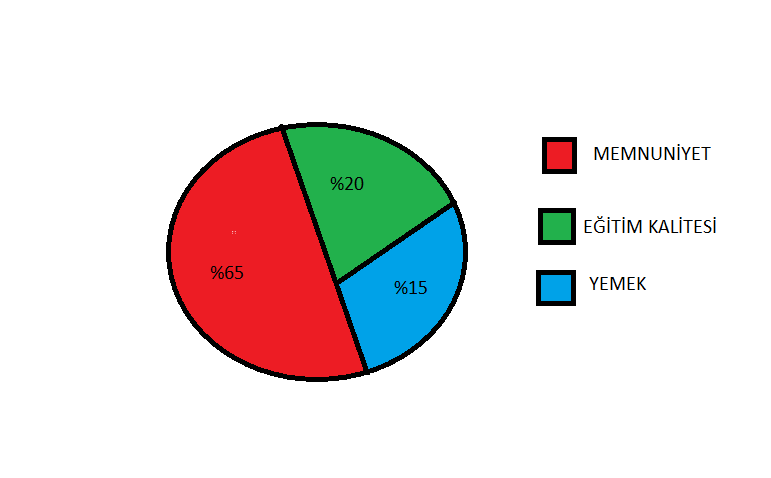 %20
%65
%15
MEMNUNİYET
EĞİTİM KALİTESİ
YEMEK